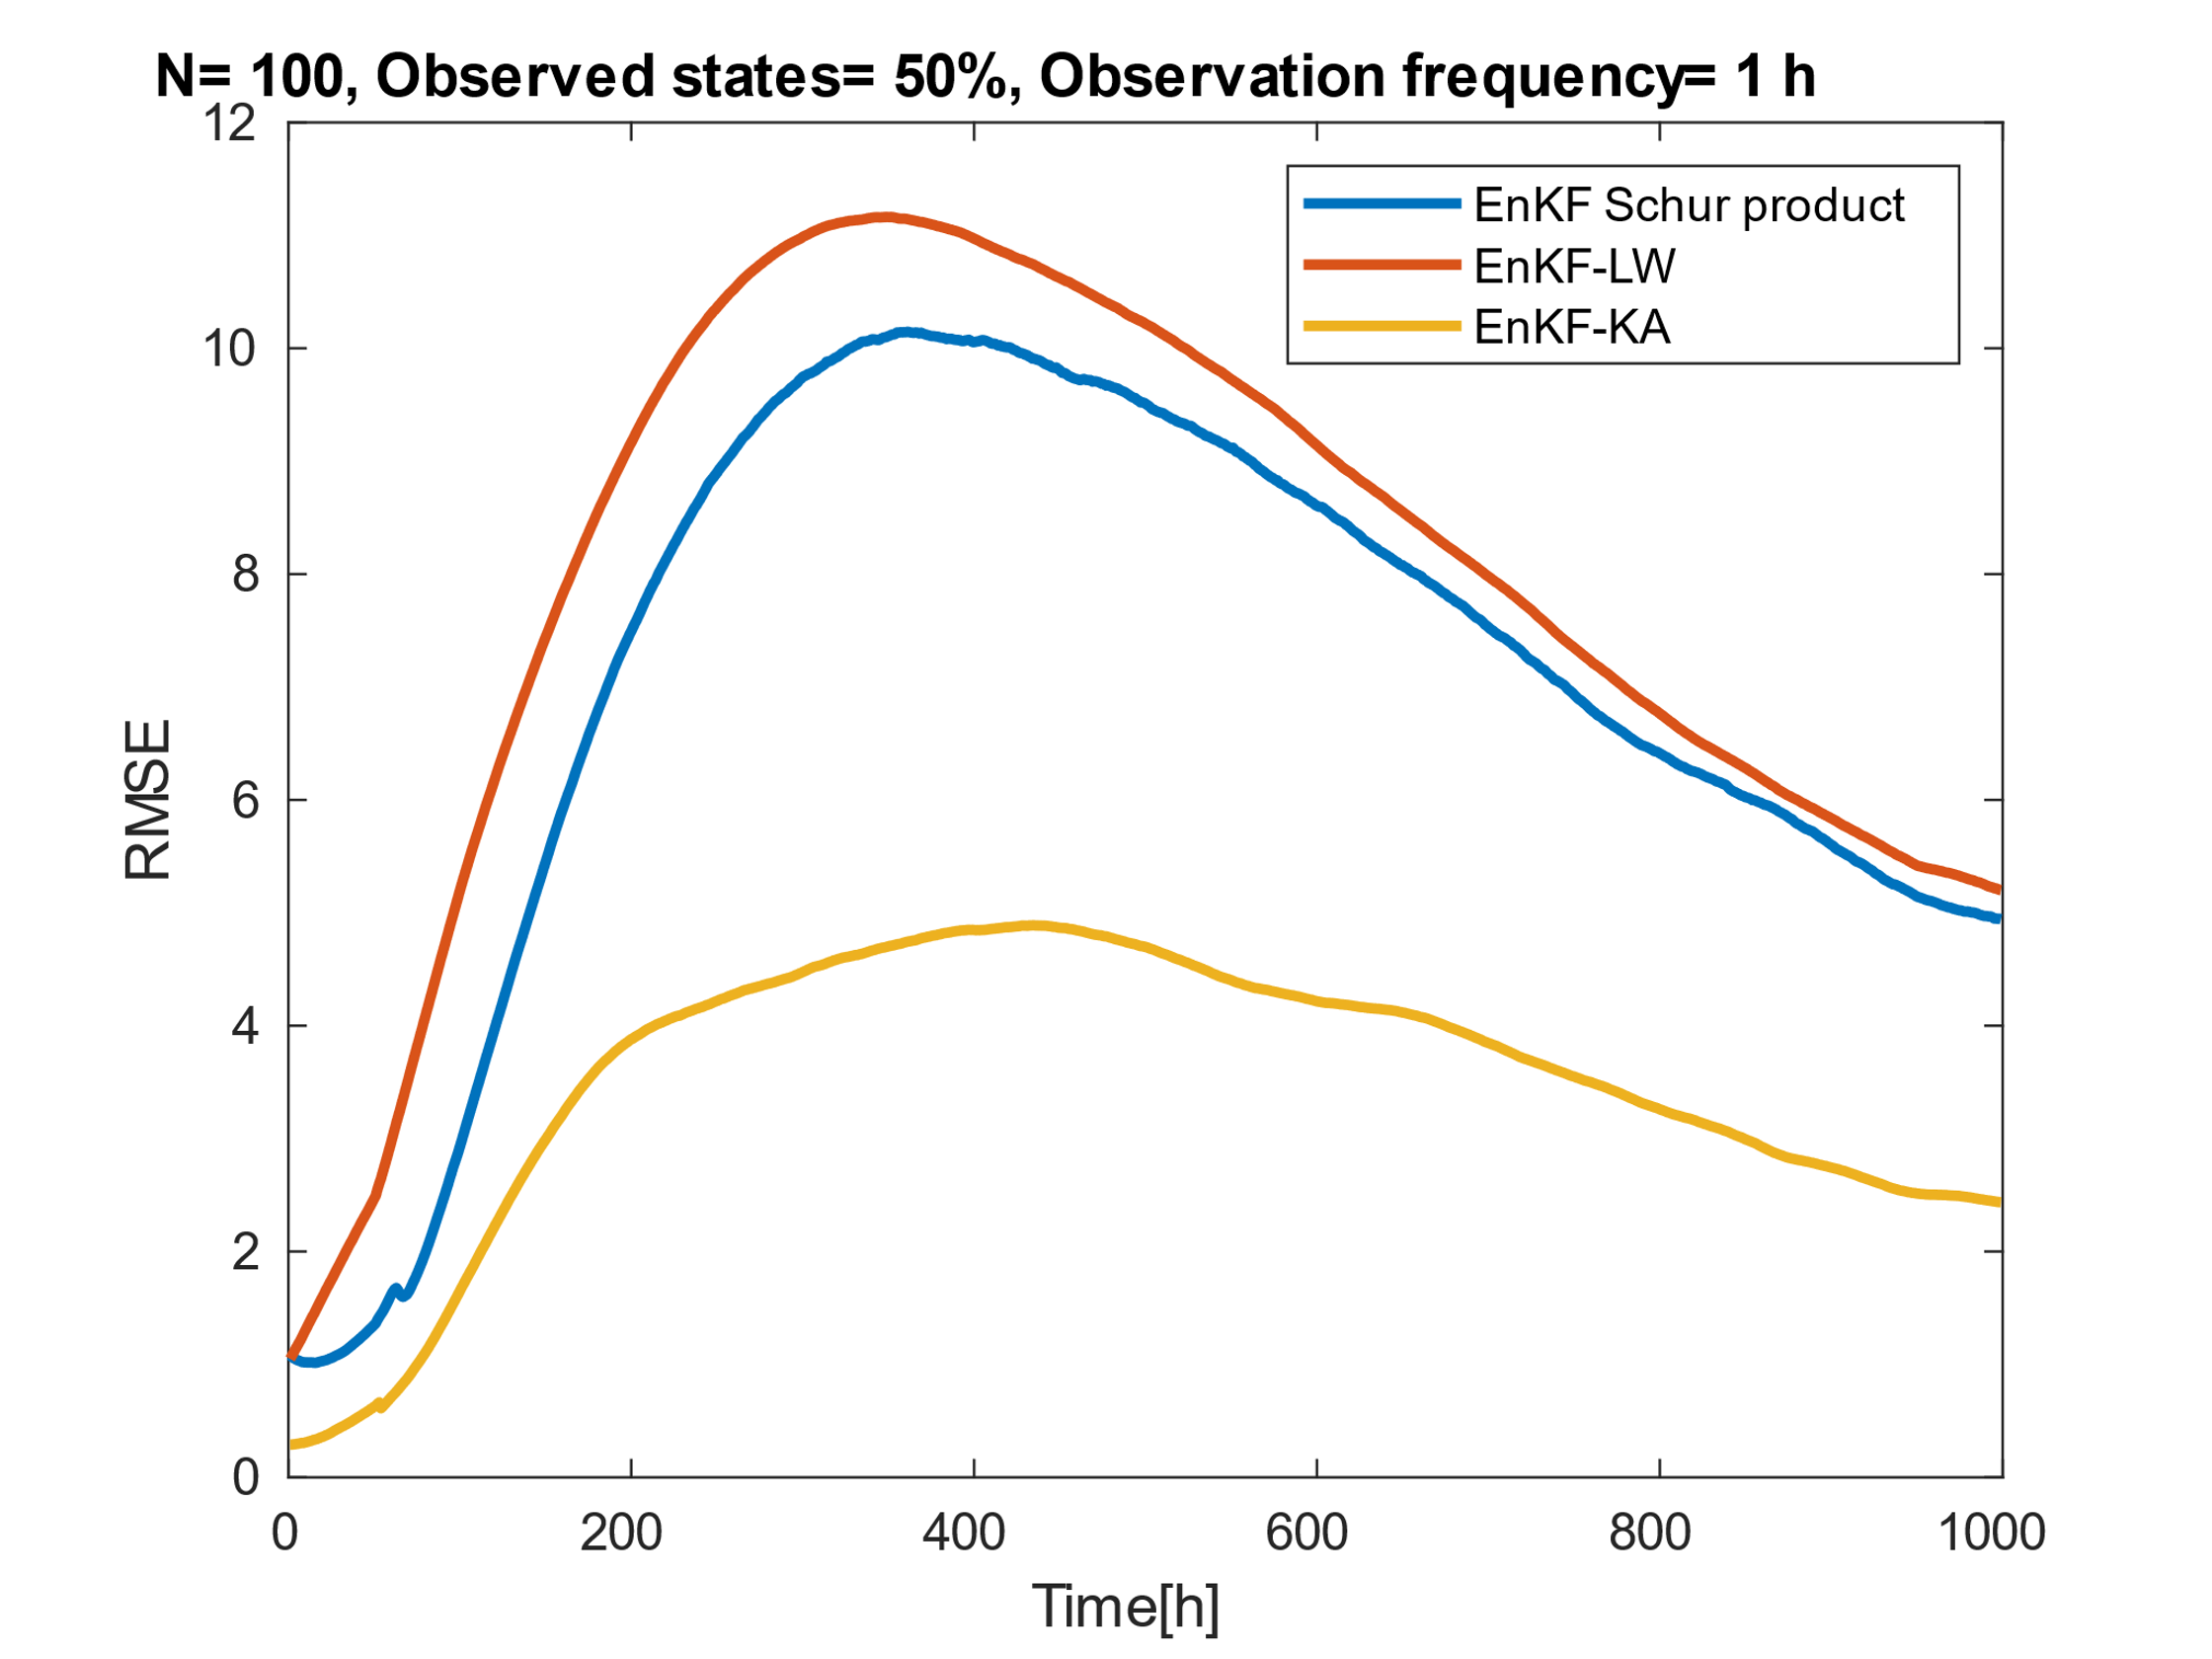 N= 100, Observed states= 50%, Observation frequency= 1 h
12
10
8
6
4
2
0
RMSE
EnKF Schur product
EnKF-LW
EnKF-KA
0 200 400 600 800 1000
Time[h]